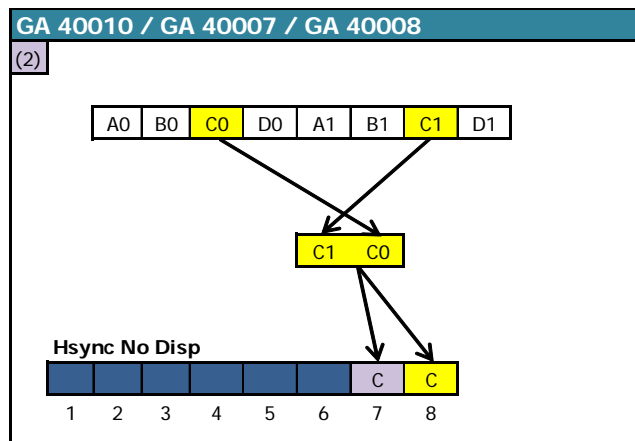 GA 40010 / GA 40007 / GA 40008
(2)
A0 B0 C0 D0 A1 B1 C1 D1
C1 C0
Hsync No Disp
C C
1 2 3 4 5 6 7 8